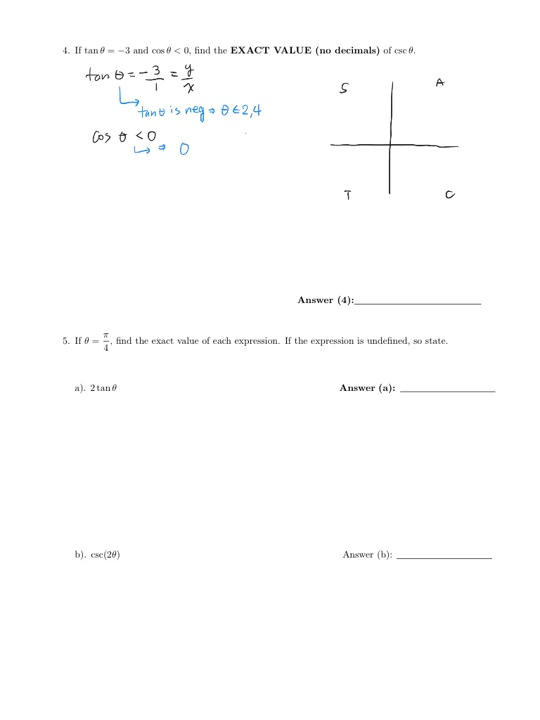 4. If tan θ = −3 and cos θ < 0, find the EXACT VALUE (no decimals) of csc θ.
tan θ = -3/1 = y/x
S
A
↳ tan θ is neg ⇒ θ ∈ 2,4
cos θ < 0
↳ ⇒ θ
T
C
Answer (4):
5. If θ = π/4, find the exact value of each expression. If the expression is undefined, so state.
a). 2 tan θ
Answer (a):
b). csc(2θ)
Answer (b):